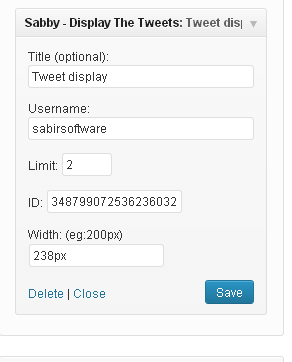 Sabby - Display The Tweets: Tweet disp
Title (optional):
Tweet display
Username:
sabirsoftware
Limit: 2
ID: 348799072536236032
Width: (eg:200px)
238px
Delete | Close Save